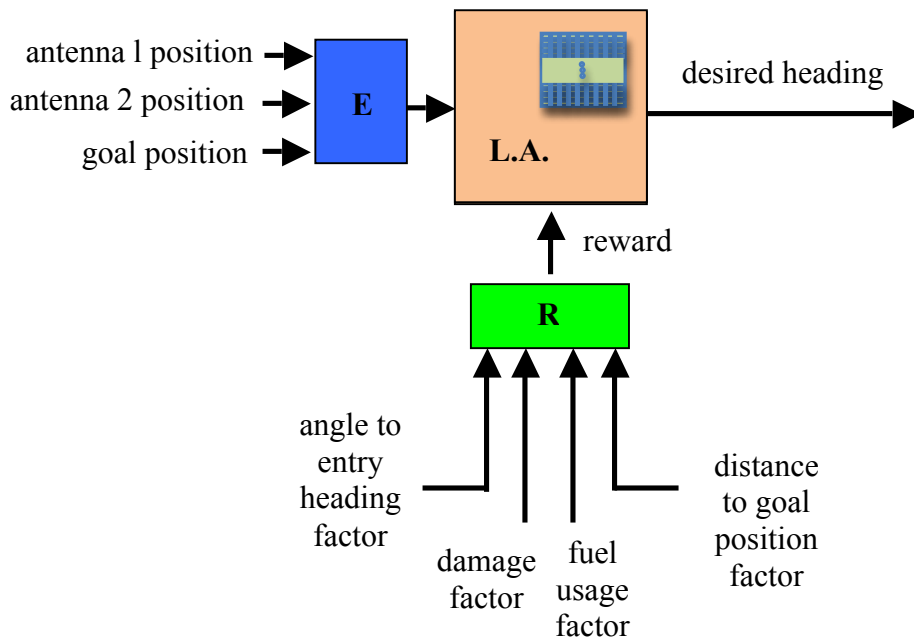 antenna 1 position
antenna 2 position
goal position
E
L.A.
desired heading
reward
R
angle to
entry
heading
factor
damage
factor
fuel
usage
factor
distance
to goal
position
factor